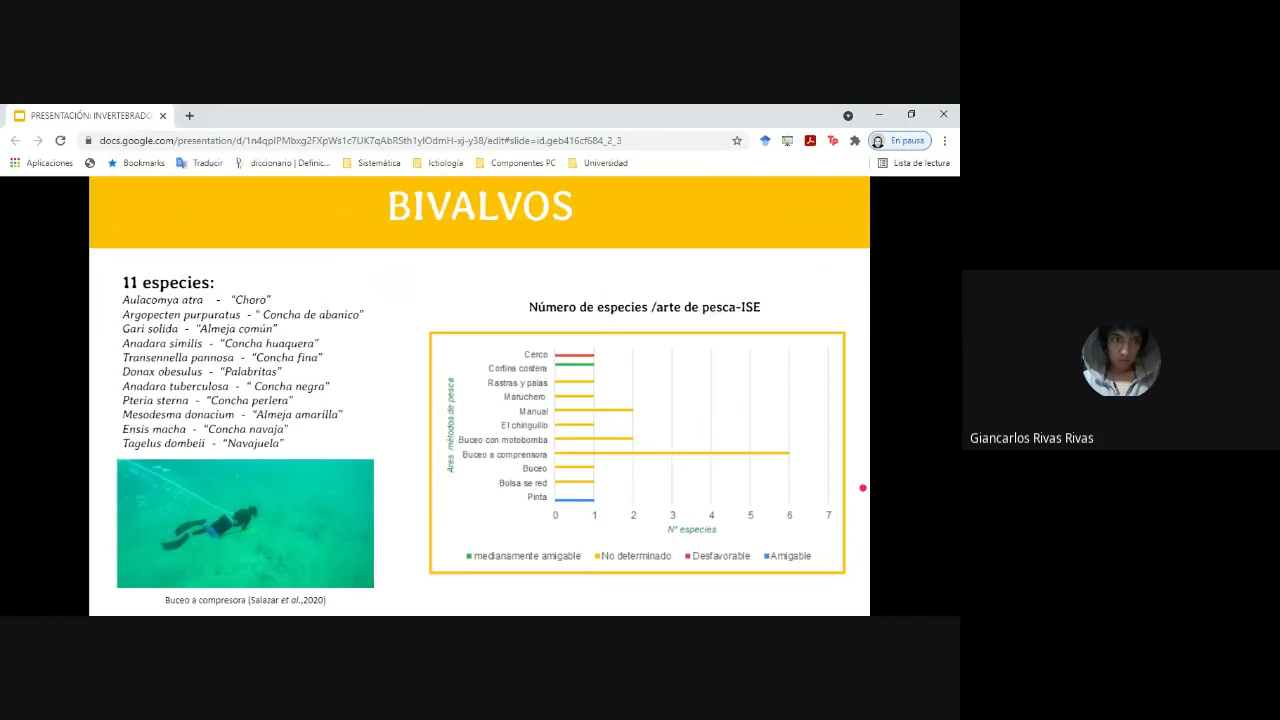 PRESENTACIÓN: INVERTEBRADO
docs.google.com/presentation/d/1n4qpIPMbxg2FXpWs1c7UK7qAbRSth1ylOdmH-xj-y38/edit#slide=id.geb416cf684_2_3
En pausa
Aplicaciones
Bookmarks
Traducir
diccionario | Definic...
Sistemática
Ictiología
Componentes PC
Universidad
Lista de lectura
BIVALVOS
11 especies:
Aulacomya atra - “Choro”
Argopecten purpuratus - “ Concha de abanico”
Gari solida - “Almeja común”
Anadara similis - “Concha huaquera”
Transennella pannosa - “Concha fina”
Donax obesulus - “Palabritas”
Anadara tuberculosa - “ Concha negra”
Pteria sterna - “Concha perlera”
Mesodesma donacium - “Almeja amarilla”
Ensis macha - “Concha navaja”
Tagelus dombeii - “Navajuela”
Buceo a compresora (Salazar et al.,2020)
Número de especies /arte de pesca-ISE
Ares métodos de pesca
Cerco
Cortina costera
Rastras y palas
Maruchero
Manual
El chinguillo
Buceo con motobomba
Buceo a comprensora
Buceo
Bolsa se red
Pinta
0 1 2 3 4 5 6 7
N° especies
medianamente amigable No determinado Desfavorable Amigable
Giancarlos Rivas Rivas